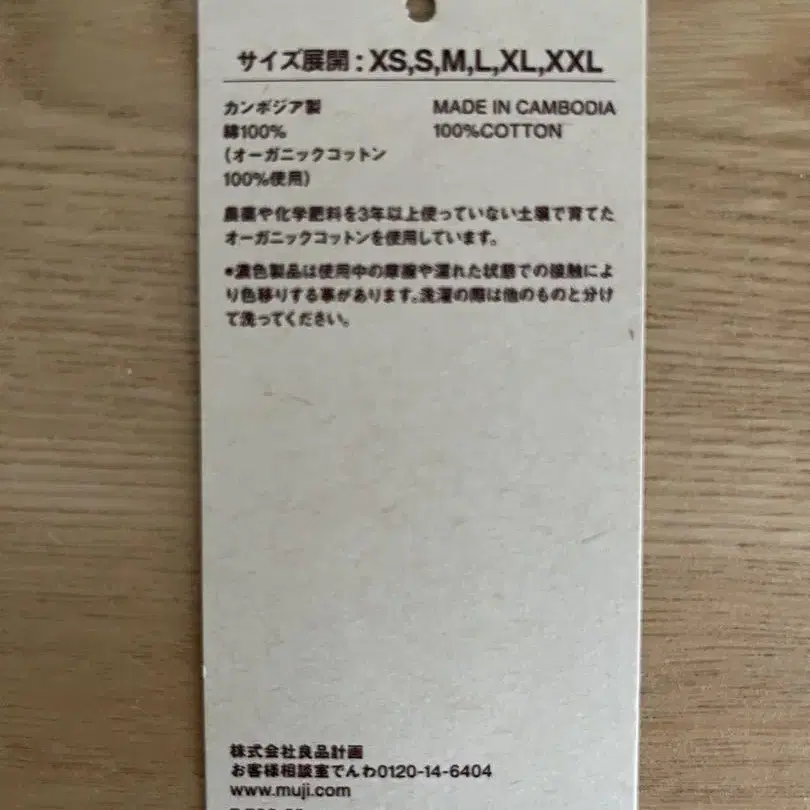 サイズ展開：XS,S,M,L,XL,XXL
カンボジア製
綿100%
(オーガニックコットン
100%使用)
MADE IN CAMBODIA
100%COTTON
農薬や化学肥料を3年以上使っていない土壌で育てた
オーガニックコットンを使用しています。
*濃色製品は使用中の摩擦や濡れた状態での接触によ
り色移りする事があります。洗濯の際は他のものと分け
て洗ってください。
株式会社良品計画
お客様相談室でんわ0120-14-6404
www.muji.com